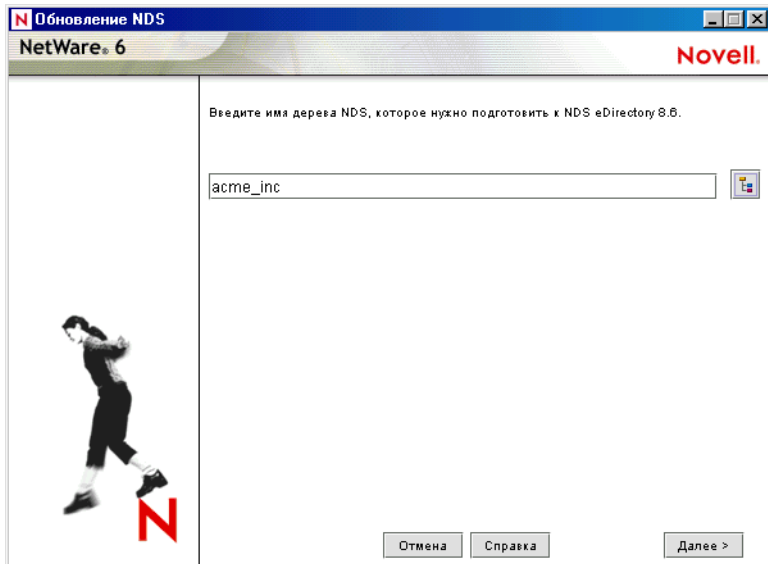 N Обновление NDS
NetWare® 6
Novell.
Введите имя дерева NDS, которое нужно подготовить к NDS eDirectory 8.6.
acme_inc
N
Отмена
Справка
Далее >